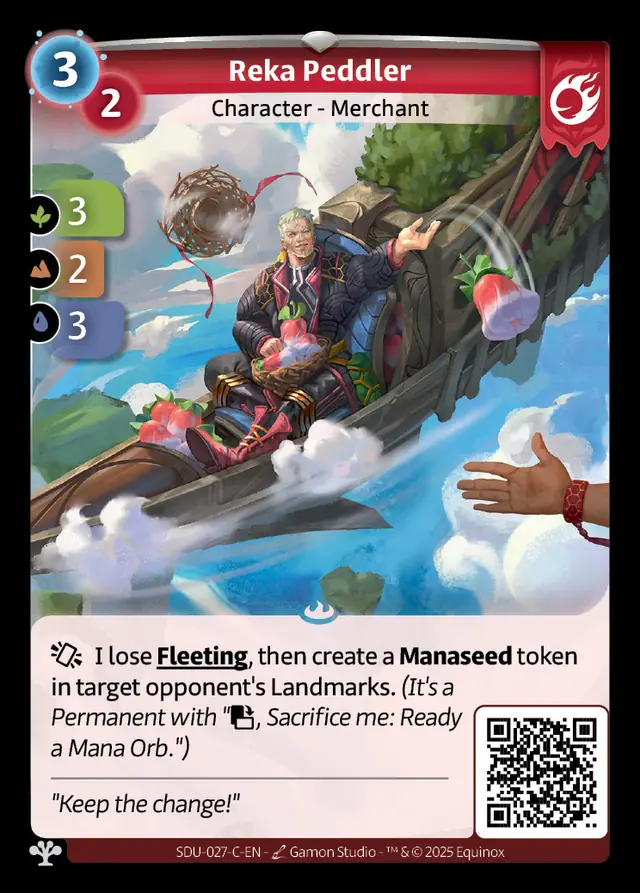 3
Reka Peddler
2
Character - Merchant
3
2
3
I lose Fleeting, then create a Manaseed token
in target opponent's Landmarks. (It's a
Permanent with ", Sacrifice me: Ready
a Mana Orb.")
"Keep the change!"
SDU-027-C-EN - Gamon Studio - ™ & © 2025 Equinox